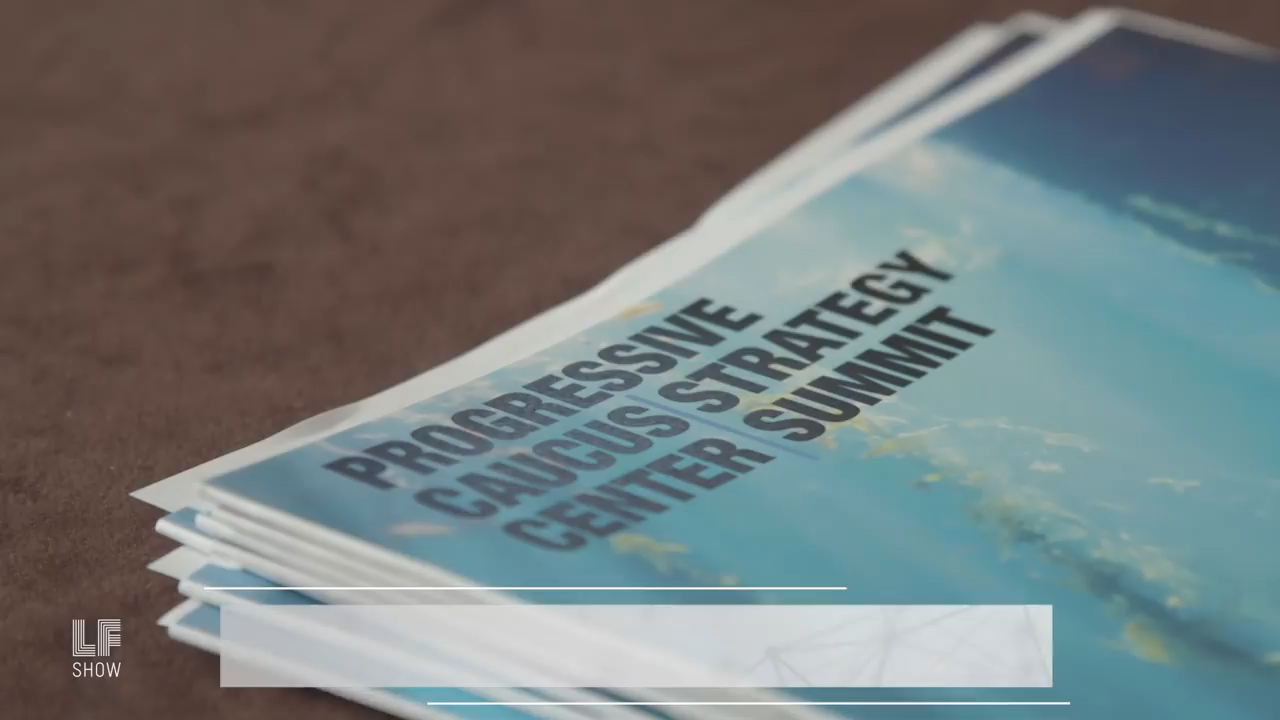 PROGRESSIVE
CAUCUS STRATEGY
CENTER SUMMIT
LF
SHOW